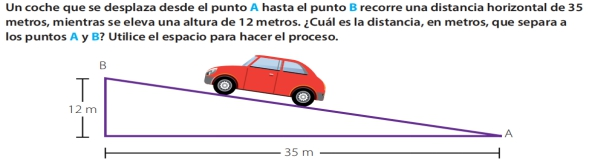 Un coche que se desplaza desde el punto A hasta el punto B recorre una distancia horizontal de 35
metros, mientras se eleva una altura de 12 metros. ¿Cuál es la distancia, en metros, que separa a
los puntos A y B? Utilice el espacio para hacer el proceso.
B
12 m
A
35 m